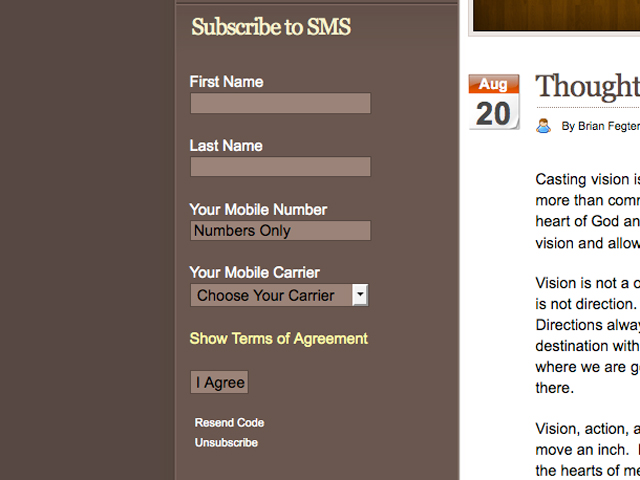 Subscribe to SMS
First Name
Last Name
Your Mobile Number
Numbers Only
Your Mobile Carrier
Choose Your Carrier
Show Terms of Agreement
I Agree
Resend Code
Unsubscribe
Aug
20
Thought
By Brian Fegter
Casting vision is
more than comm
heart of God an
vision and allow
Vision is not a
is not direction.
Directions alway
destination with
where we are g
there.
Vision, action, a
move an inch.
the hearts of me